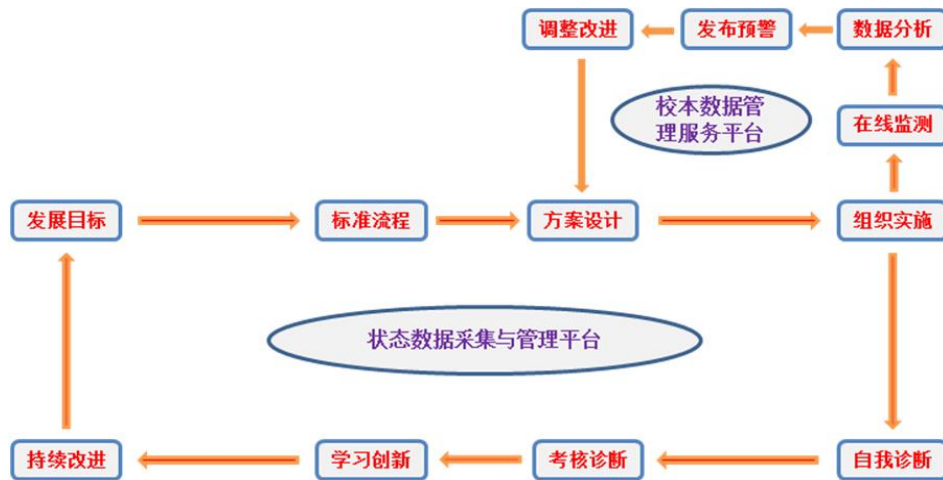 调整改进
发布预警
数据分析
校本数据管
理服务平台
在线监测
发展目标
标准流程
方案设计
组织实施
状态数据采集与管理平台
持续改进
学习创新
考核诊断
自我诊断